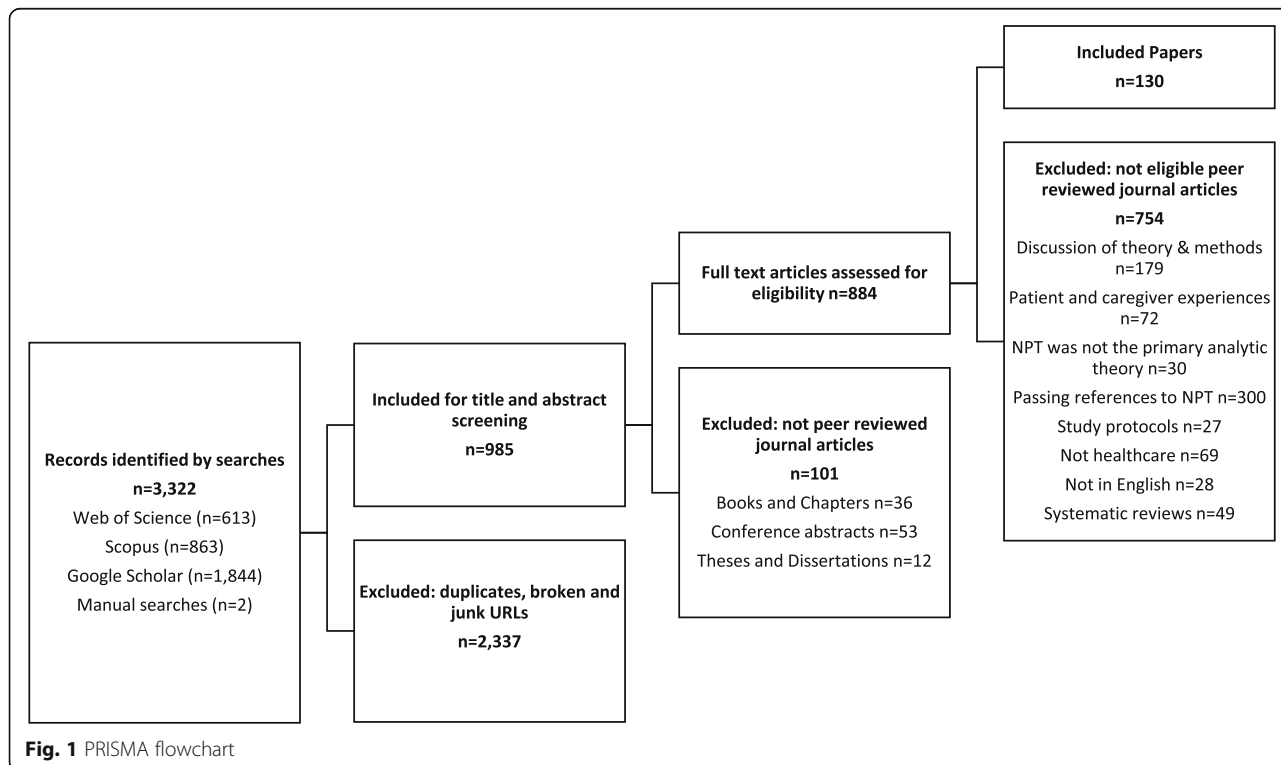 Records identified by searches
n=3,322
Web of Science (n=613)
Scopus (n=863)
Google Scholar (n=1,844)
Manual searches (n=2)
Included for title and abstract
screening
n=985
Excluded: duplicates, broken and
junk URLs
n=2,337
Full text articles assessed for
eligibility n=884
Excluded: not peer reviewed
journal articles
n=101
Books and Chapters n=36
Conference abstracts n=53
Theses and Dissertations n=12
Included Papers
n=130
Excluded: not eligible peer
reviewed journal articles
n=754
Discussion of theory & methods
n=179
Patient and caregiver experiences
n=72
NPT was not the primary analytic
theory n=30
Passing references to NPT n=300
Study protocols n=27
Not healthcare n=69
Not in English n=28
Systematic reviews n=49
Fig. 1 PRISMA flowchart